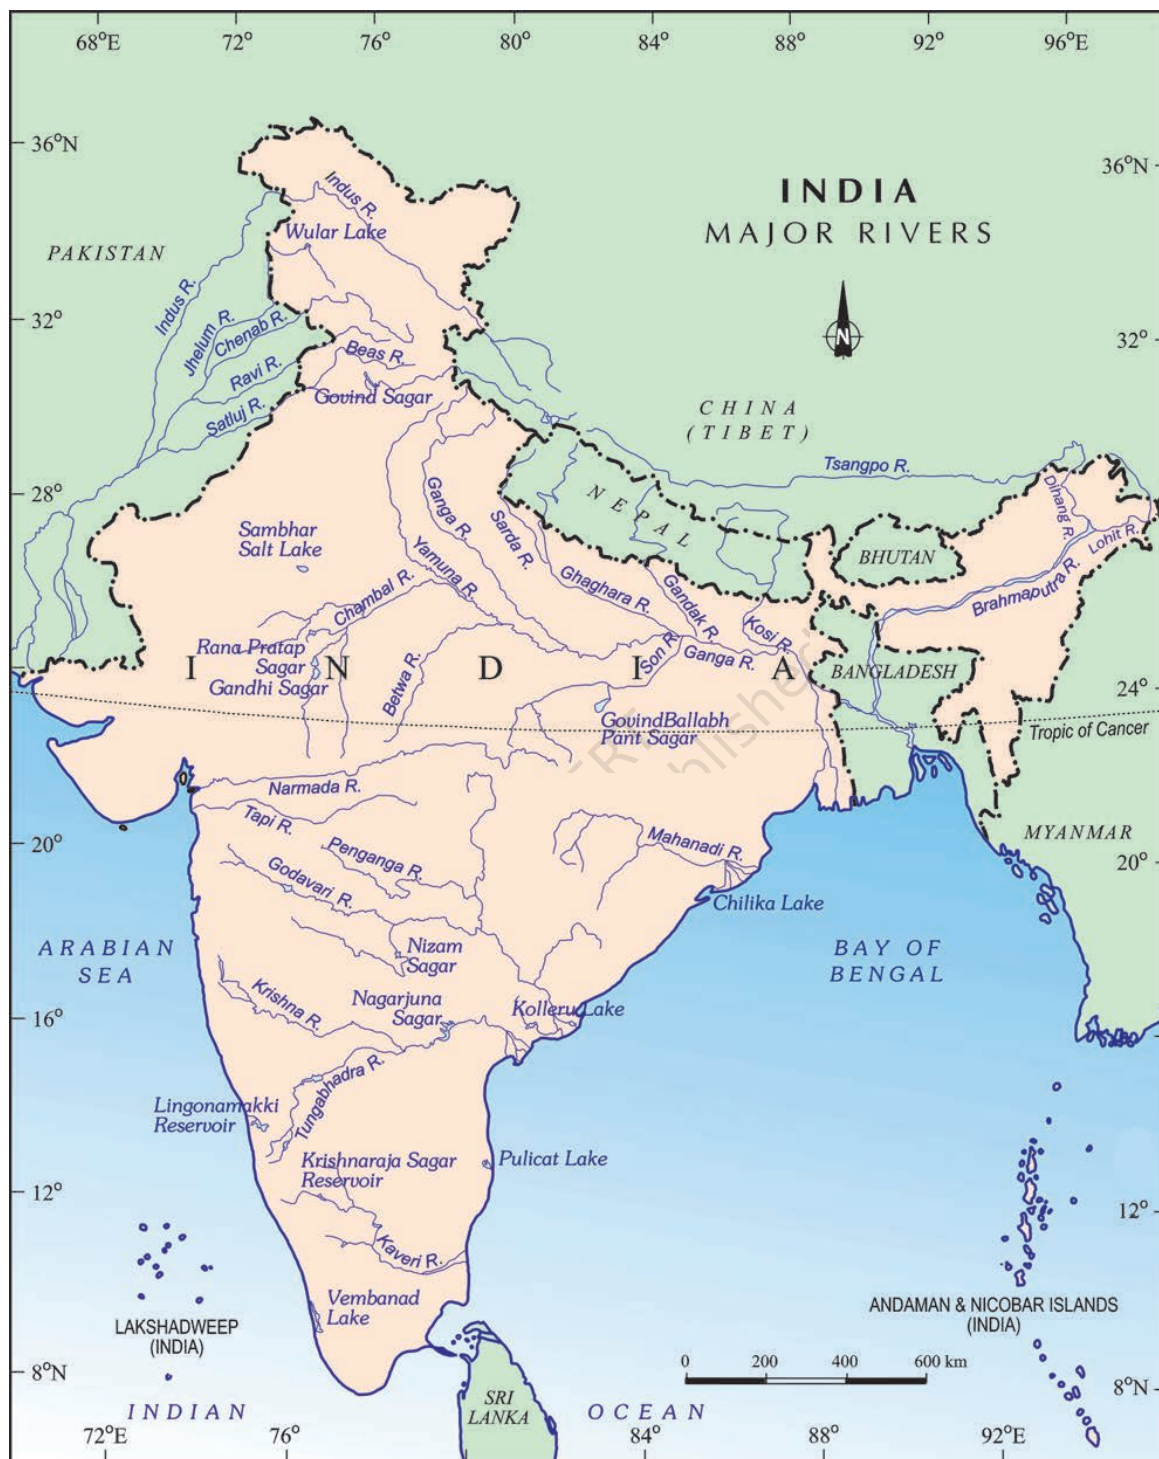 68°E 72° 76° 80° 84° 88° 92° 96°E
36°N
36°N
INDIA
MAJOR RIVERS
N
PAKISTAN
Indus R.
Wular Lake
Indus R.
32°
32°
Jhelum R.
Chenab R.
Ravi R.
Satluj R.
Beas R.
Govind Sagar
CHINA
(TIBET)
Tsangpo R.
28°
28°
NEPAL
Dihang R.
Lohit R.
Brahmaputra R.
BHUTAN
Sambhar
Salt Lake
Ganga R.
Yamuna R.
Sarda R.
Ghaghara R.
Gandak R.
Kosi R.
Chambal R.
Rana Pratap
Sagar
Gandhi Sagar
Betwa R.
Son R.
Ganga R.
INDIA
BANGLADESH
24°
24°
GovindBallabh
Pant Sagar
Tropic of Cancer
Narmada R.
Tapi R.
Penganga R.
Godavari R.
Mahanadi R.
Chilika Lake
MYANMAR
20°
20°
ARABIAN
SEA
BAY OF
BENGAL
Nizam
Sagar
Nagarjuna
Sagar
Kolleru Lake
Krishna R.
16°
Tungabhadra R.
Lingonamakki
Reservoir
Krishnaraja Sagar
Reservoir
Pulicat Lake
12°
12°
Kaveri R.
Vembanad
Lake
LAKSHADWEEP
(INDIA)
ANDAMAN & NICOBAR ISLANDS
(INDIA)
0 200 400 600 km
8°N
8°N
SRI
LANKA
INDIAN OCEAN
72°E 76° 84° 88° 92°E